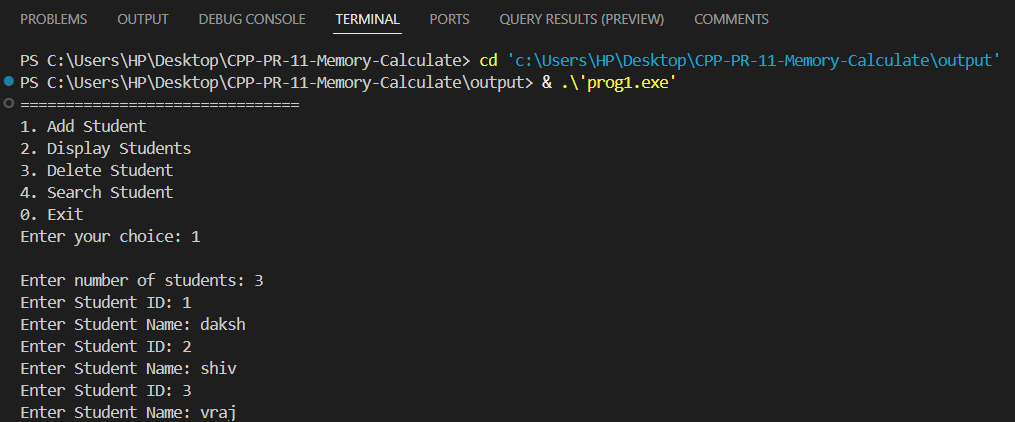 PROBLEMS OUTPUT DEBUG CONSOLE TERMINAL PORTS QUERY RESULTS (PREVIEW) COMMENTS
PS C:\Users\HP\Desktop\CPP-PR-11-Memory-Calculate> cd 'c:\Users\HP\Desktop\CPP-PR-11-Memory-Calculate\output'
PS C:\Users\HP\Desktop\CPP-PR-11-Memory-Calculate\output> & .\'prog1.exe'
===============================
1. Add Student
2. Display Students
3. Delete Student
4. Search Student
0. Exit
Enter your choice: 1
Enter number of students: 3
Enter Student ID: 1
Enter Student Name: daksh
Enter Student ID: 2
Enter Student Name: shiv
Enter Student ID: 3
Enter Student Name: vraj